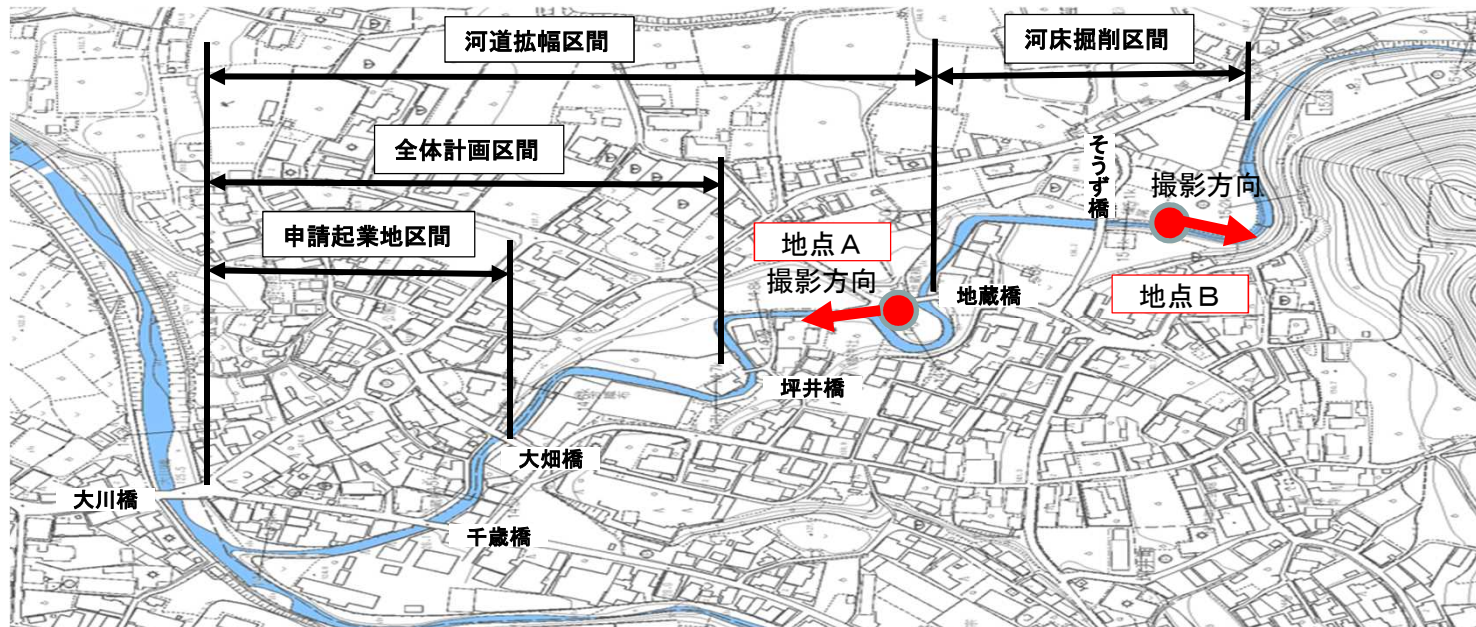 河道拡幅区間
河床掘削区間
全体計画区間
そうず橋
撮影方向
申請起業地区間
地点A
撮影方向
地点B
地蔵橋
坪井橋
大畑橋
大川橋
千歳橋